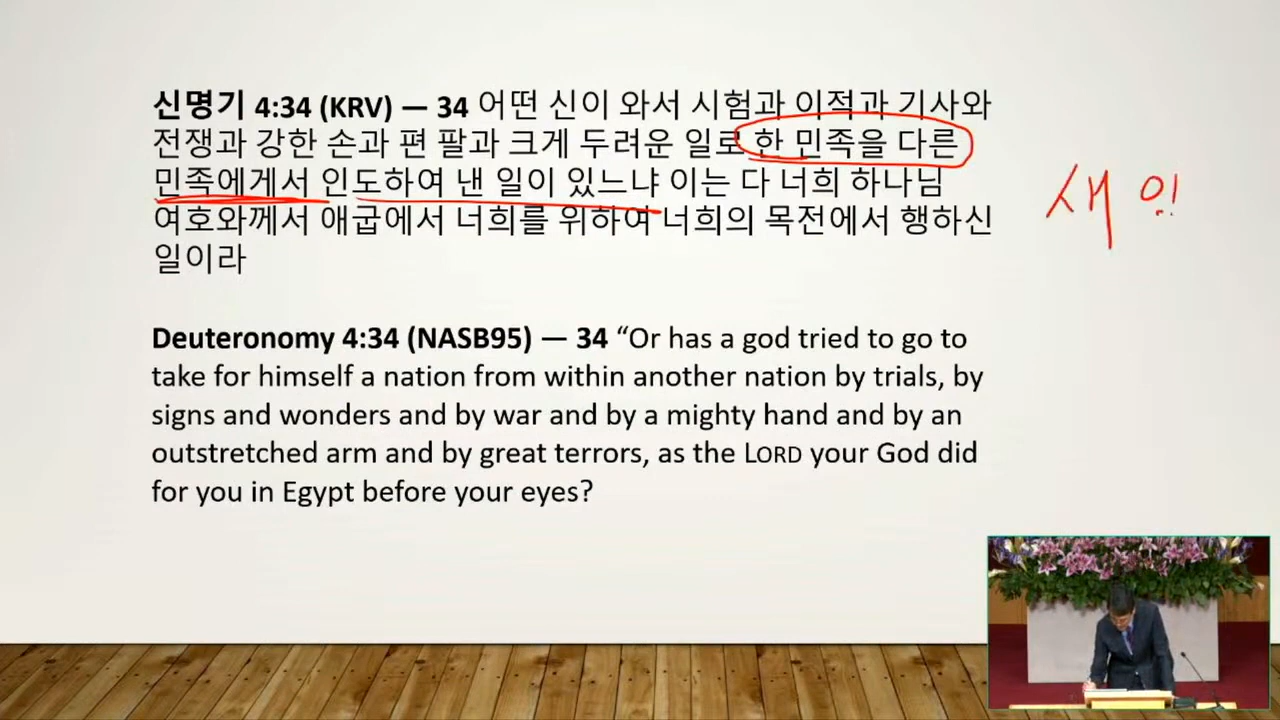 신명기 4:34 (KRV) — 34 어떤 신이 와서 시험과 이적과 기사와
전쟁과 강한 손과 편 팔과 크게 두려운 일로 한 민족을 다른
민족에게서 인도하여 낸 일이 있느냐 이는 다 너희 하나님
여호와께서 애굽에서 너희를 위하여 너희의 목전에서 행하신
일이라
새
Deuteronomy 4:34 (NASB95) — 34 “Or has a god tried to go to
take for himself a nation from within another nation by trials, by
signs and wonders and by war and by a mighty hand and by an
outstretched arm and by great terrors, as the LORD your God did
for you in Egypt before your eyes?